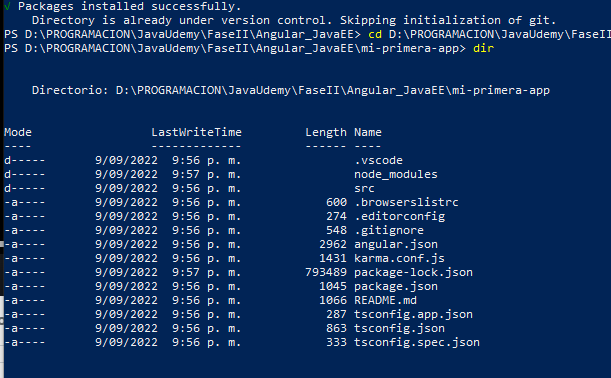 √ Packages installed successfully.
    Directory is already under version control. Skipping initialization of git.
PS D:\PROGRAMACION\JavaUdemy\FaseII\Angular_JavaEE> cd D:\PROGRAMACION\JavaUdemy\FaseII
PS D:\PROGRAMACION\JavaUdemy\FaseII\Angular_JavaEE\mi-primera-app> dir
    Directorio: D:\PROGRAMACION\JavaUdemy\FaseII\Angular_JavaEE\mi-primera-app
Mode                 LastWriteTime         Length Name
----                 -------------         ------ ----
d-----        9/09/2022  9:56 p. m.                .vscode
d-----        9/09/2022  9:57 p. m.                node_modules
d-----        9/09/2022  9:56 p. m.                src
-a----        9/09/2022  9:56 p. m.            600 .browserslistrc
-a----        9/09/2022  9:56 p. m.            274 .editorconfig
-a----        9/09/2022  9:56 p. m.            548 .gitignore
-a----        9/09/2022  9:56 p. m.           2962 angular.json
-a----        9/09/2022  9:56 p. m.           1431 karma.conf.js
-a----        9/09/2022  9:57 p. m.         793489 package-lock.json
-a----        9/09/2022  9:56 p. m.           1045 package.json
-a----        9/09/2022  9:56 p. m.           1066 README.md
-a----        9/09/2022  9:56 p. m.            287 tsconfig.app.json
-a----        9/09/2022  9:56 p. m.            863 tsconfig.json
-a----        9/09/2022  9:56 p. m.            333 tsconfig.spec.json